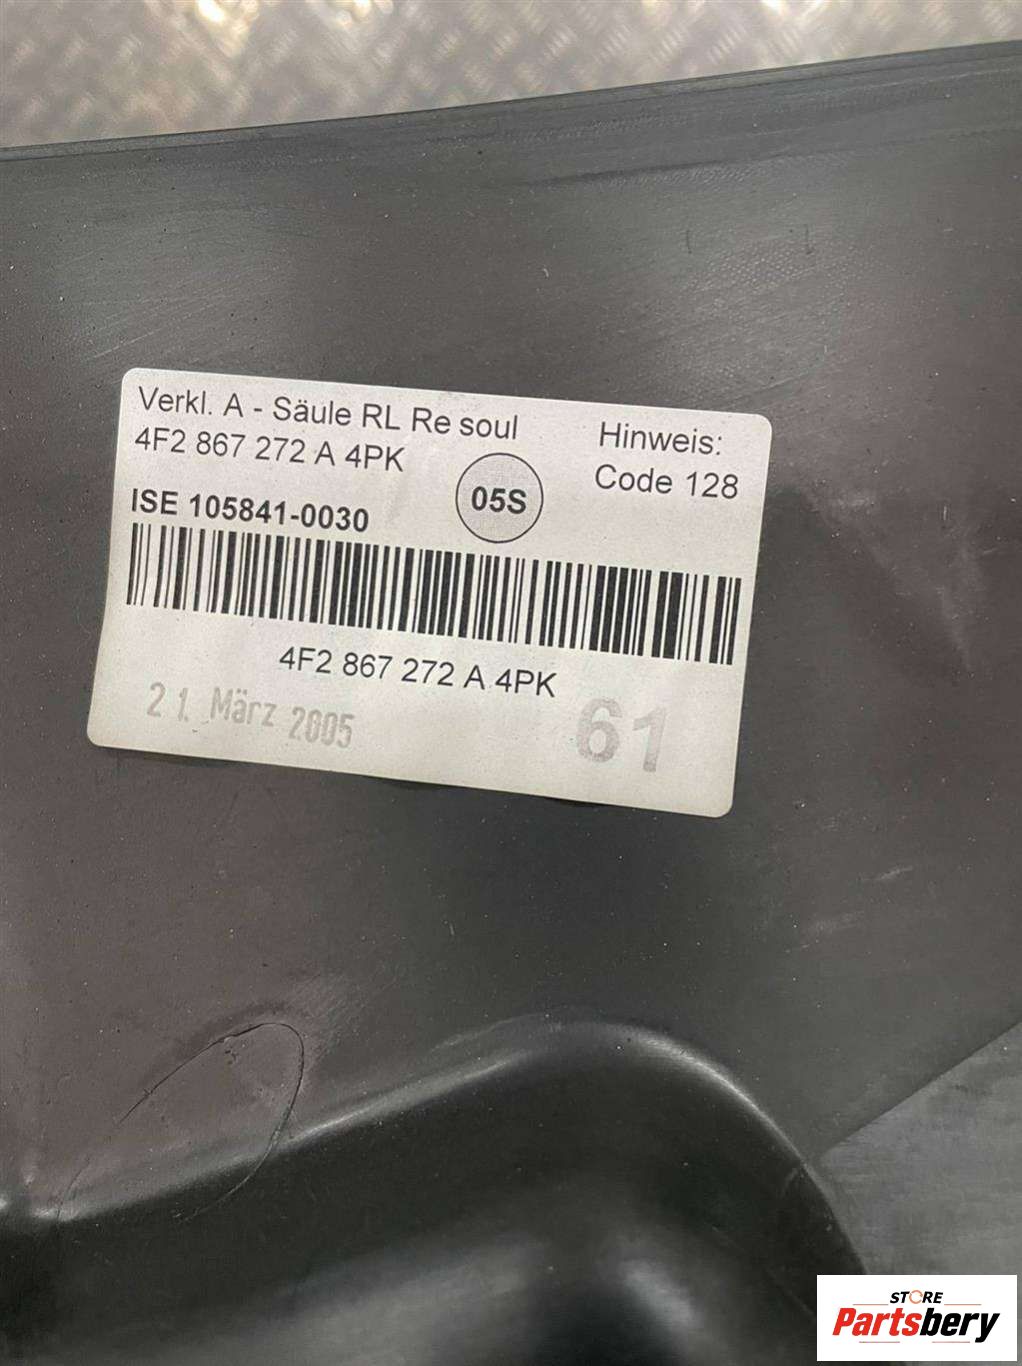 Verkl. A - Säule RL Re soul
4F2 867 272 A 4PK
Hinweis:
Code 128
05S
ISE 105841-0030
4F2 867 272 A 4PK
21. März 2005
61
STORE
Partsbery